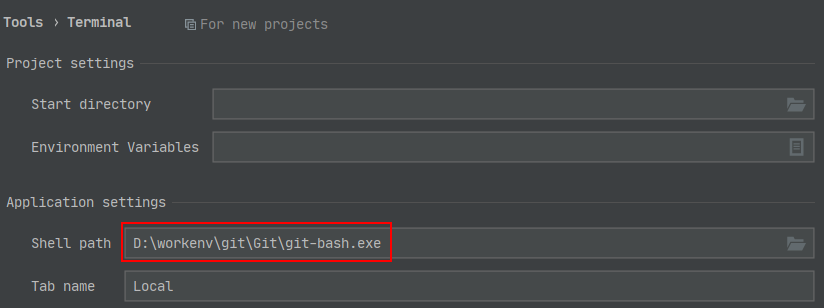 Tools › Terminal For new projects
Project settings
Start directory
Environment Variables
Application settings
Shell path D:\workenv\git\Git\git-bash.exe
Tab name Local